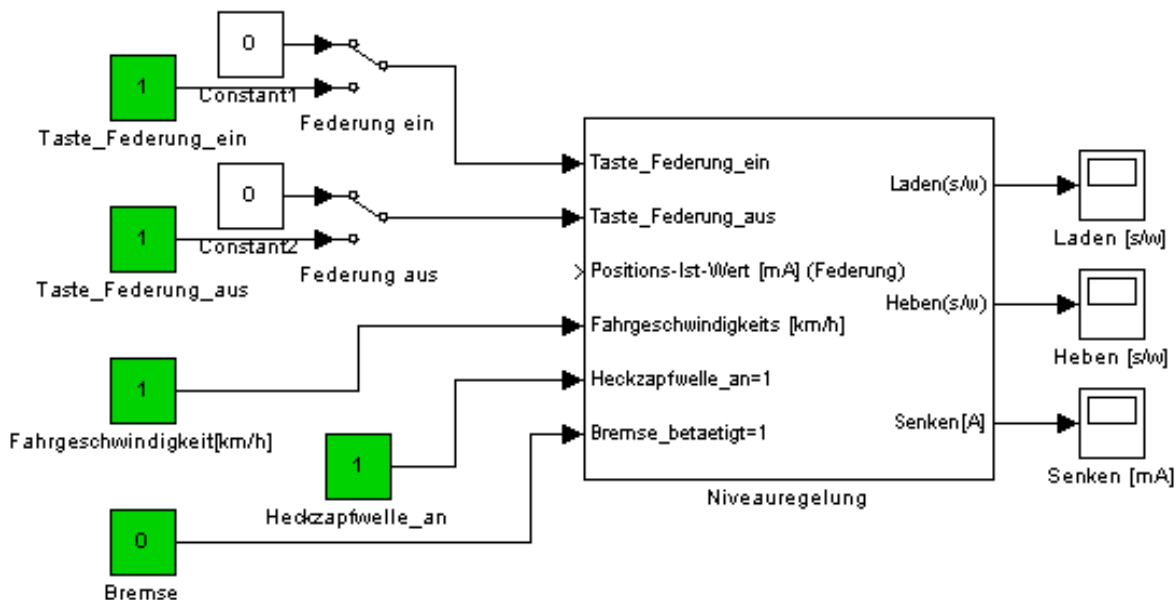 0
Constant1
1
Taste_Federung_ein
Federung ein
0
Constant2
1
Taste_Federung_aus
Federung aus
1
Fahrgeschwindigkeit[km/h]
1
Heckzapfwelle_an
0
Bremse
Taste_Federung_ein
Taste_Federung_aus
Positions-Ist-Wert [mA] (Federung)
Fahrgeschwindigkeits [km/h]
Heckzapfwelle_an=1
Bremse_betaetigt=1
Laden(s/w)
Heben(s/w)
Senken[A]
Niveauregelung
Laden [s/w]
Heben [s/w]
Senken [mA]